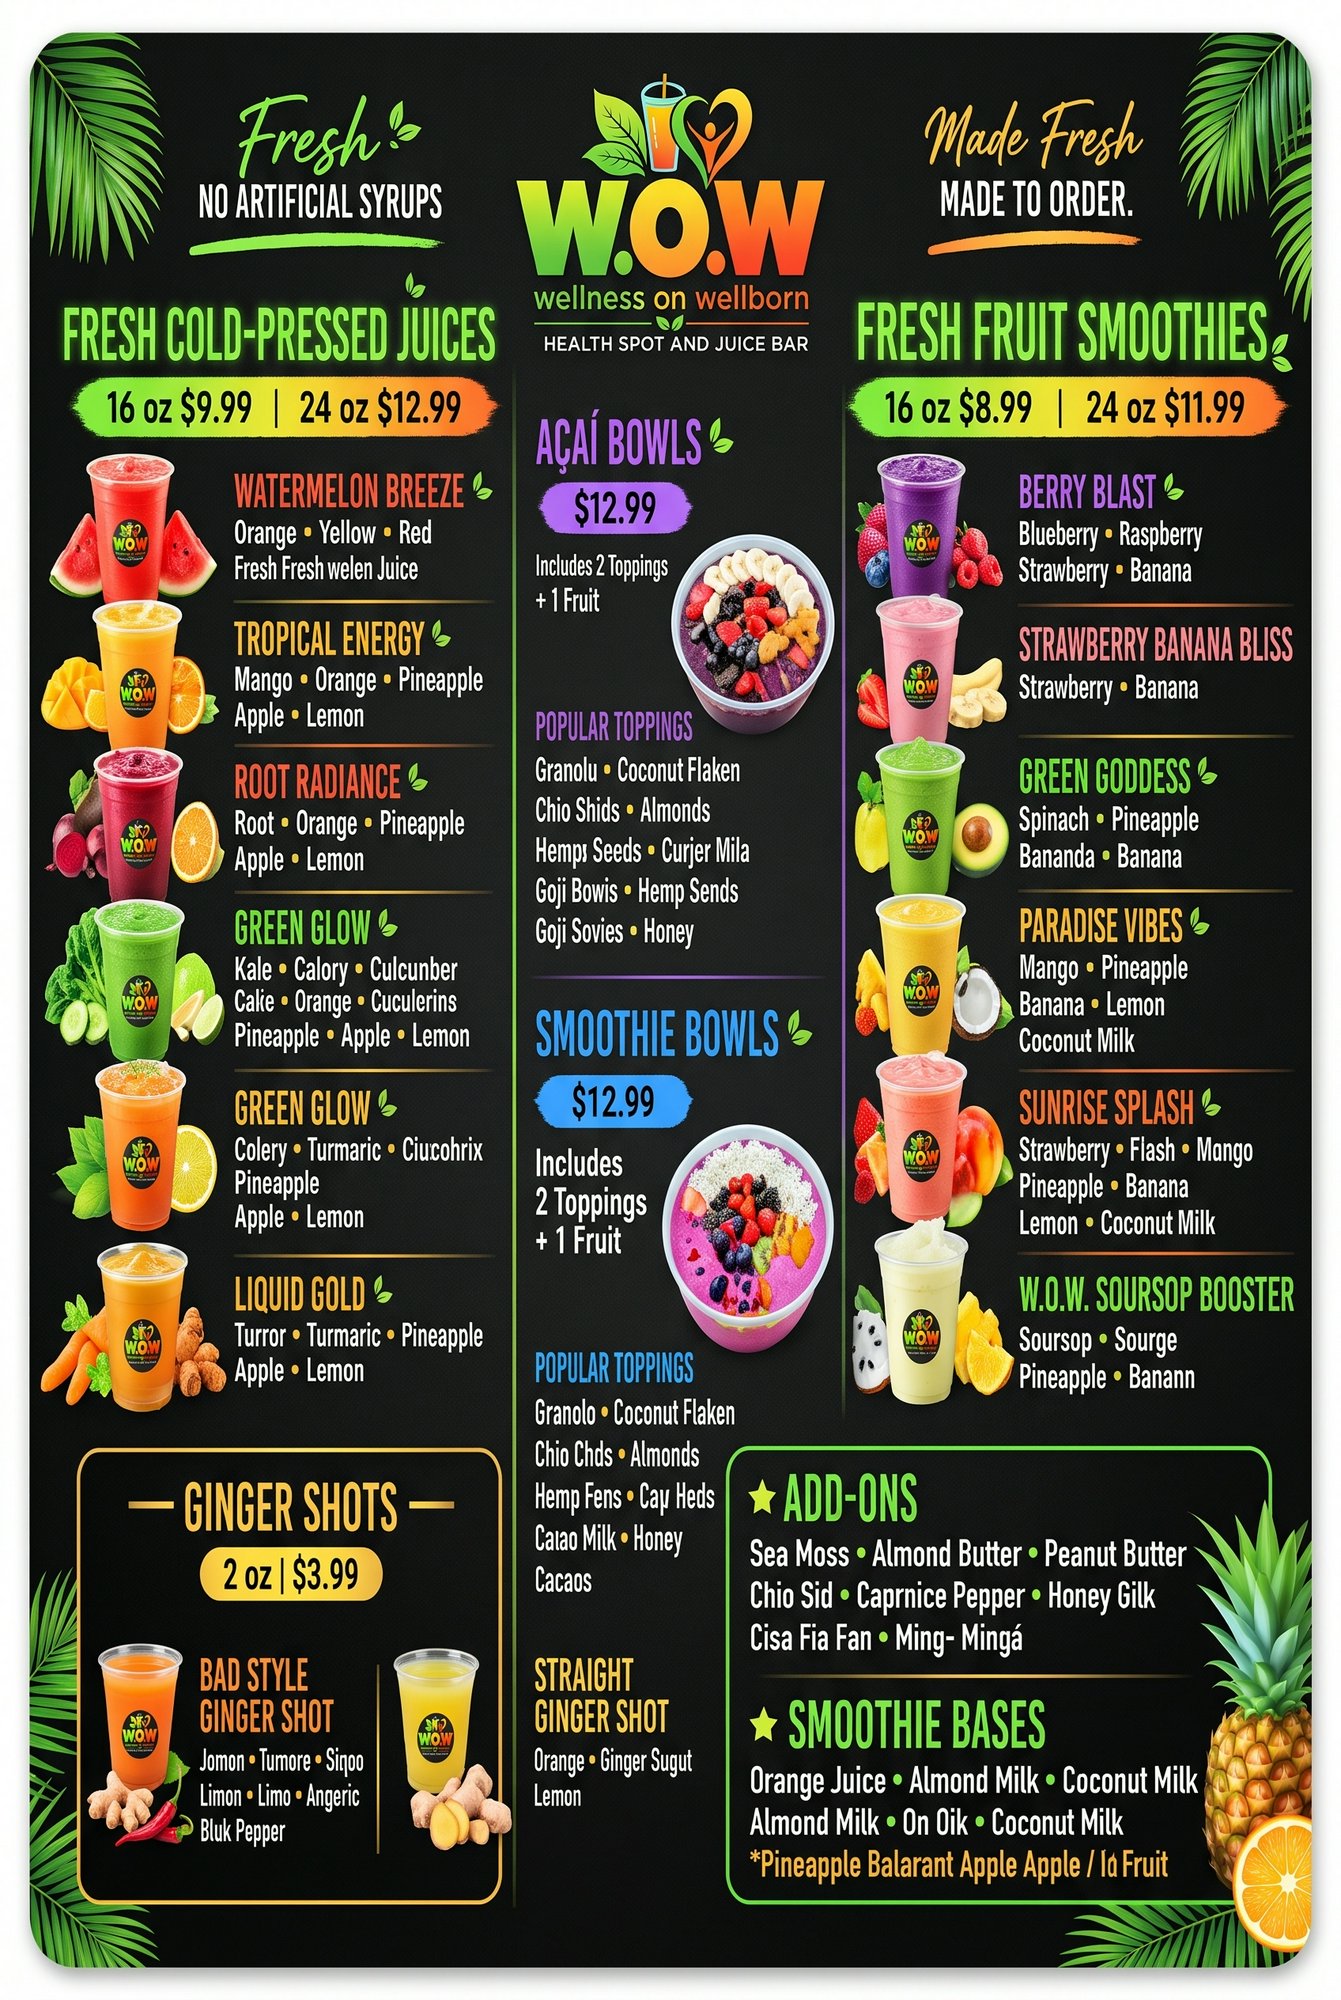 Fresh
NO ARTIFICIAL SYRUPS
W.O.W
wellness on wellborn
HEALTH SPOT AND JUICE BAR
Made Fresh
MADE TO ORDER.
FRESH COLD-PRESSED JUICES
16 oz $9.99 | 24 oz $12.99
WATERMELON BREEZE
Orange • Yellow • Red
Fresh Fresh welen Juice
TROPICAL ENERGY
Mango • Orange • Pineapple
Apple • Lemon
ROOT RADIANCE
Root • Orange • Pineapple
Apple • Lemon
GREEN GLOW
Kale • Calory • Culcunber
Cake • Orange • Cuculerins
Pineapple • Apple • Lemon
GREEN GLOW
Colery • Turmaric • Ciucohrix
Pineapple
Apple • Lemon
LIQUID GOLD
Turror • Turmaric • Pineapple
Apple • Lemon
GINGER SHOTS
2 oz | $3.99
BAD STYLE
GINGER SHOT
Jomon • Tumore • Siqoo
Limon • Limo • Angeric
Bluk Pepper
STRAIGHT
GINGER SHOT
Orange • Ginger Sugut
Lemon
AÇAÍ BOWLS
$12.99
Includes 2 Toppings
+ 1 Fruit
POPULAR TOPPINGS
Granolu • Coconut Flaken
Chio Shids • Almonds
Hemps Seeds • Curjer Mila
Goji Bowis • Hemp Sends
Goji Sovies • Honey
SMOOTHIE BOWLS
$12.99
Includes
2 Toppings
+ 1 Fruit
POPULAR TOPPINGS
Granolo • Coconut Flaken
Chio Chds • Almonds
Hemp Fens • Cay Heds
Caao Milk • Honey
Cacaos
FRESH FRUIT SMOOTHIES
16 oz $8.99 | 24 oz $11.99
BERRY BLAST
Blueberry • Raspberry
Strawberry • Banana
STRAWBERRY BANANA BLISS
Strawberry • Banana
GREEN GODDESS
Spinach • Pineapple
Bananda • Banana
PARADISE VIBES
Mango • Pineapple
Banana • Lemon
Coconut Milk
SUNRISE SPLASH
Strawberry • Flash • Mango
Pineapple • Banana
Lemon • Coconut Milk
W.O.W. SOURSOP BOOSTER
Soursop • Sourge
Pineapple • Banann
ADD-ONS
Sea Moss • Almond Butter • Peanut Butter
Chio Sid • Caprnice Pepper • Honey Gilk
Cisa Fia Fan • Ming- Mingá
SMOOTHIE BASES
Orange Juice • Almond Milk • Coconut Milk
Almond Milk • On Oik • Coconut Milk
*Pineapple Balarant Apple Apple / Fruit